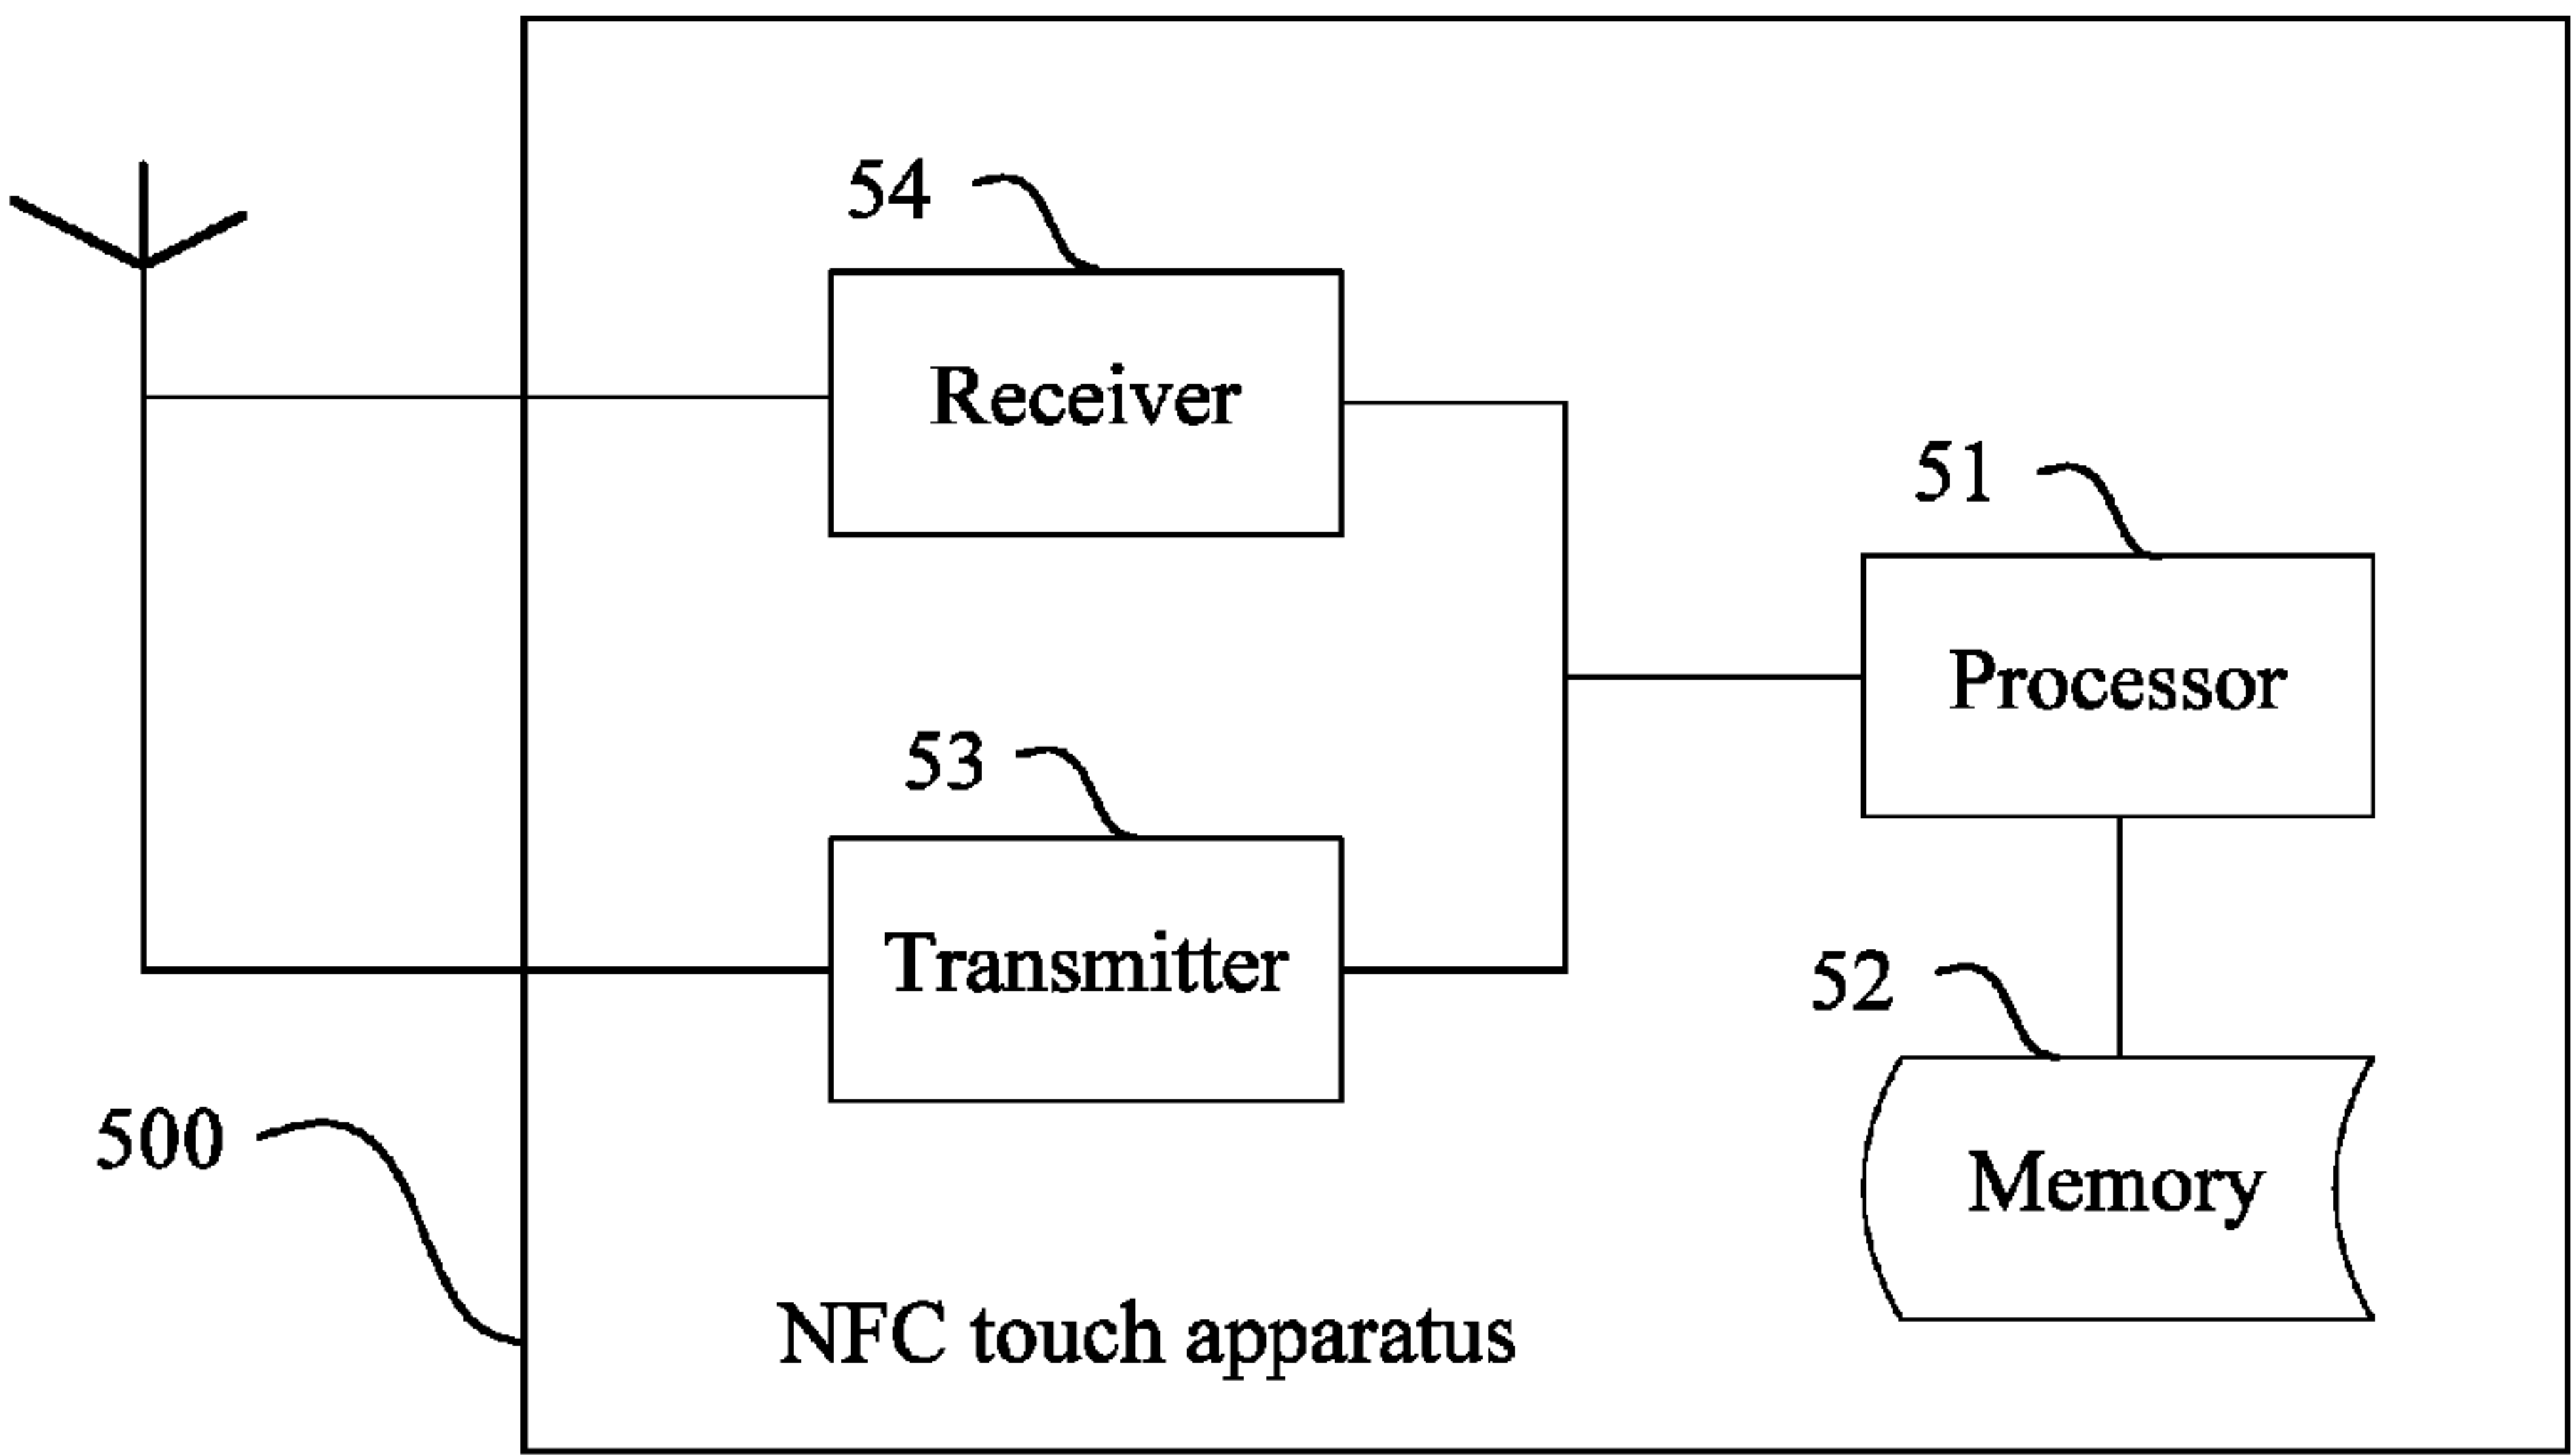 54
Receiver
51
Processor
53
Transmitter
52
500
Memory
NFC touch apparatus